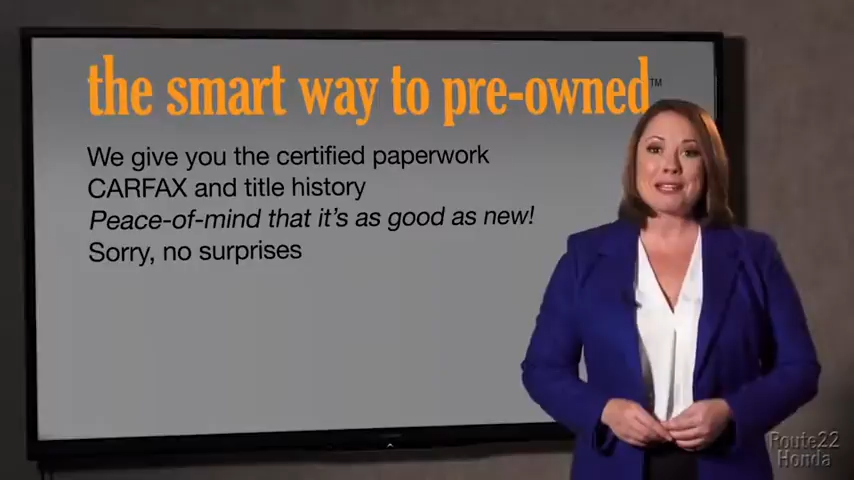 the smart way to pre-owned™
We give you the certified paperwork
CARFAX and title history
Peace-of-mind that it's as good as new!
Sorry, no surprises
Route22
Honda